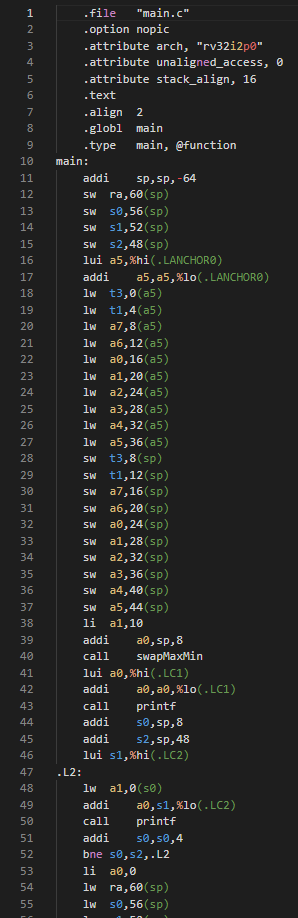 1 .file "main.c"
2 .option nopic
3 .attribute arch, "rv32i2p0"
4 .attribute unaligned_access, 0
5 .attribute stack_align, 16
6 .text
7 .align 2
8 .globl main
9 .type main, @function
10 main:
11 addi sp,sp,-64
12 sw ra,60(sp)
13 sw s0,56(sp)
14 sw s1,52(sp)
15 sw s2,48(sp)
16 lui a5,%hi(.LANCHOR0)
17 addi a5,a5,%lo(.LANCHOR0)
18 lw t3,0(a5)
19 lw t1,4(a5)
20 lw a7,8(a5)
21 lw a6,12(a5)
22 lw a0,16(a5)
23 lw a1,20(a5)
24 lw a2,24(a5)
25 lw a3,28(a5)
26 lw a4,32(a5)
27 lw a5,36(a5)
28 sw t3,8(sp)
29 sw t1,12(sp)
30 sw a7,16(sp)
31 sw a6,20(sp)
32 sw a0,24(sp)
33 sw a1,28(sp)
34 sw a2,32(sp)
35 sw a3,36(sp)
36 sw a4,40(sp)
37 sw a5,44(sp)
38 li a1,10
39 addi a0,sp,8
40 call swapMaxMin
41 lui a0,%hi(.LC1)
42 addi a0,a0,%lo(.LC1)
43 call printf
44 addi s0,sp,8
45 addi s2,sp,48
46 lui s1,%hi(.LC2)
47 .L2:
48 lw a1,0(s0)
49 addi a0,s1,%lo(.LC2)
50 call printf
51 addi s0,s0,4
52 bne s0,s2,.L2
53 li a0,0
54 lw ra,60(sp)
55 lw s0,56(sp)